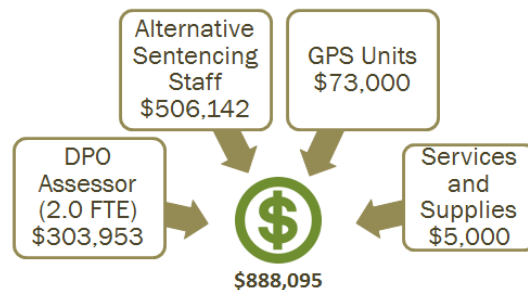 Alternative
Sentencing
Staff
$506,142
GPS Units
$73,000
DPO
Assessor
(2.0 FTE)
$303,953
Services
and
Supplies
$5,000
$
$888,095